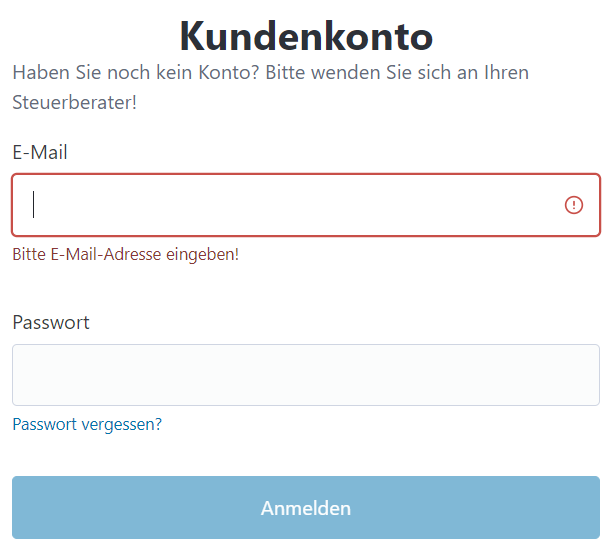 Kundenkonto
Haben Sie noch kein Konto? Bitte wenden Sie sich an Ihren
Steuerberater!
E-Mail
Bitte E-Mail-Adresse eingeben!
Passwort
Passwort vergessen?
Anmelden